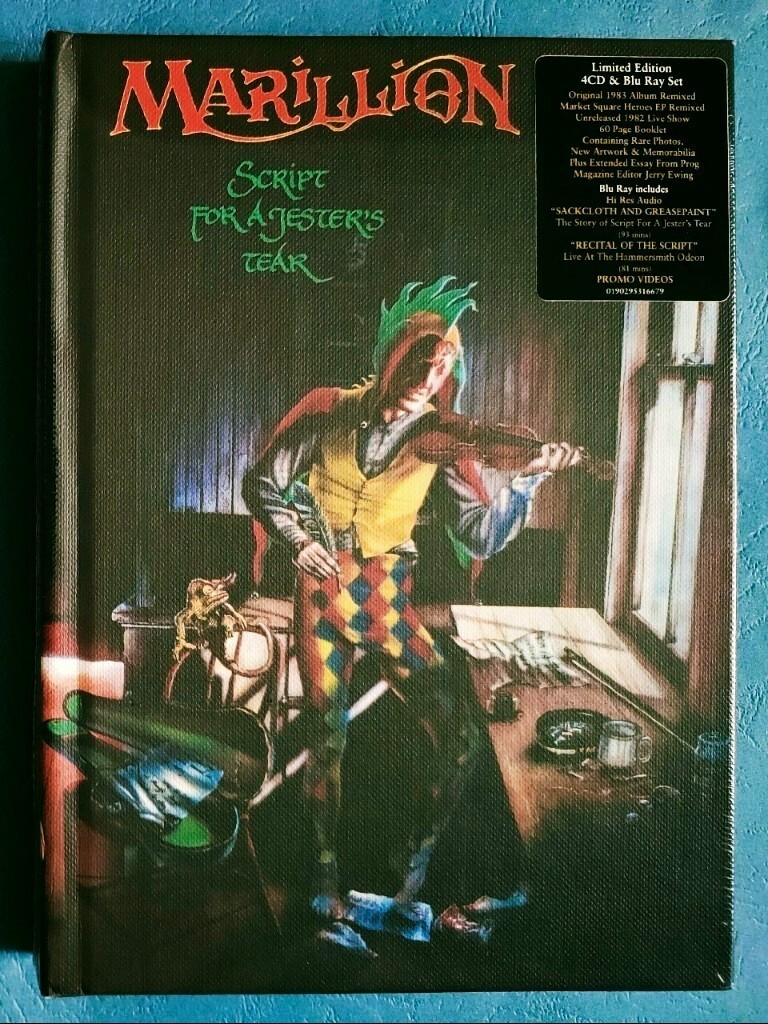 MARILLION
SCRIPT
FOR A JESTER'S
TEAR
Limited Edition
4CD & Blu Ray Set
Original 1983 Album Remixed
Market Square Heroes EP Remixed
Unreleased 1982 Live Show
60 Page Booklet
Containing Rare Photos,
New Artwork & Memorabilia
Plus Extended Essay From Prog
Magazine Editor Jerry Ewing
Blu Ray includes
Hi Res Audio
"SACKCLOTH AND GREASEPAINT"
The Story of Script For A Jester's Tear
(93 mins)
"RECITAL OF THE SCRIPT"
Live At The Hammersmith Odeon
(81 mins)
PROMO VIDEOS
0190295316679